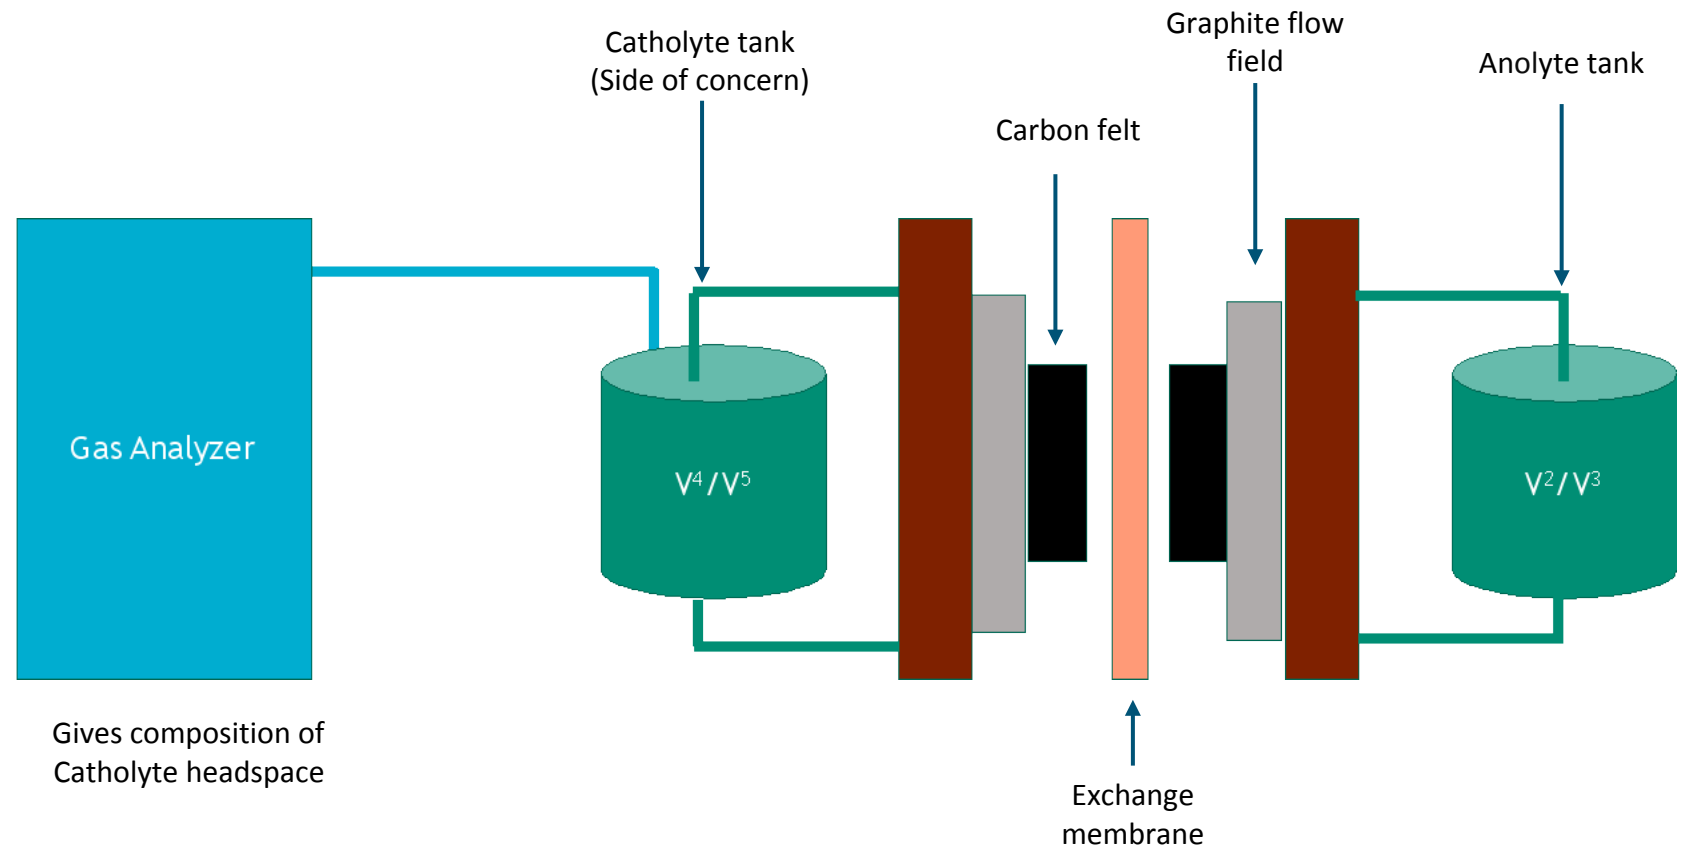 Graphite flow
field
Catholyte tank
(Side of concern)
Anolyte tank
Carbon felt
Gas Analyzer
V⁴/V⁵
V²/V³
Gives composition of
Catholyte headspace
Exchange
membrane